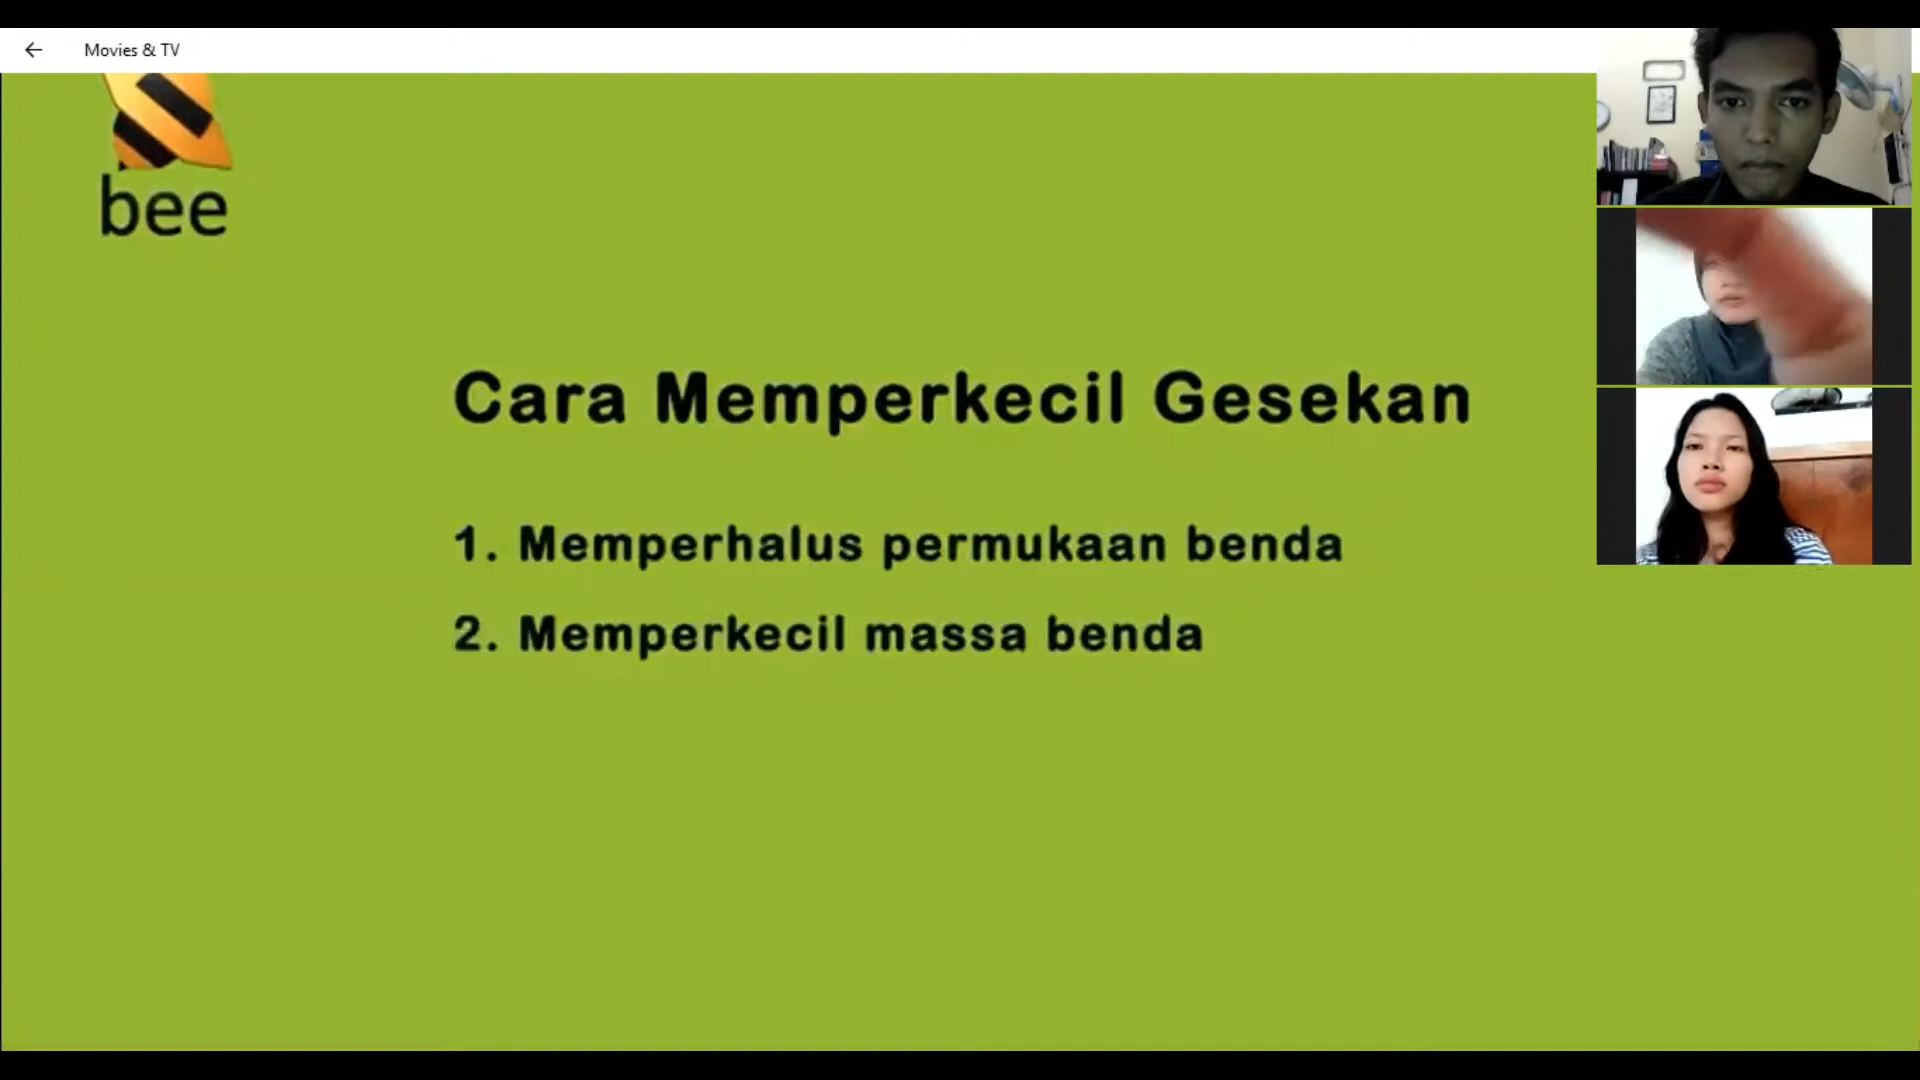 Movies & TV
bee
Cara Memperkecil Gesekan
1. Memperhalus permukaan benda
2. Memperkecil massa benda